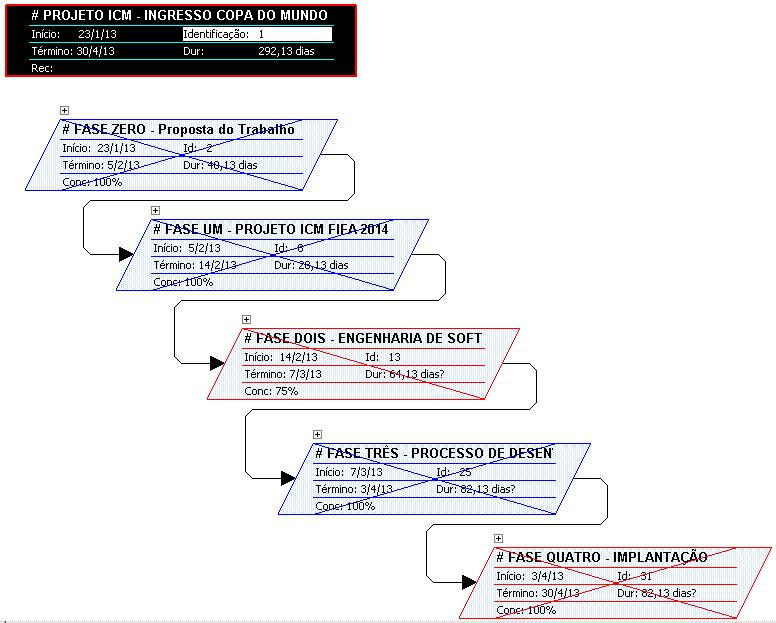 # PROJETO ICM - INGRESSO COPA DO MUNDO
Início: 23/1/13 Identificação: 1
Término: 30/4/13 Dur: 292,13 dias
Rec:
# FASE ZERO - Proposta do Trabalho
Início: 23/1/13 Id: 2
Término: 5/2/13 Dur: 40,13 dias
Conc: 100%
# FASE UM - PROJETO ICM FIFA 2014
Início: 5/2/13 Id: 6
Término: 14/2/13 Dur: 28,13 dias
Conc: 100%
# FASE DOIS - ENGENHARIA DE SOFT
Início: 14/2/13 Id: 13
Término: 7/3/13 Dur: 64,13 dias?
Conc: 75%
# FASE TRÊS - PROCESSO DE DESEN
Início: 7/3/13 Id: 25
Término: 3/4/13 Dur: 82,13 dias?
Conc: 100%
# FASE QUATRO - IMPLANTAÇÃO
Início: 3/4/13 Id: 31
Término: 30/4/13 Dur: 82,13 dias?
Conc: 100%